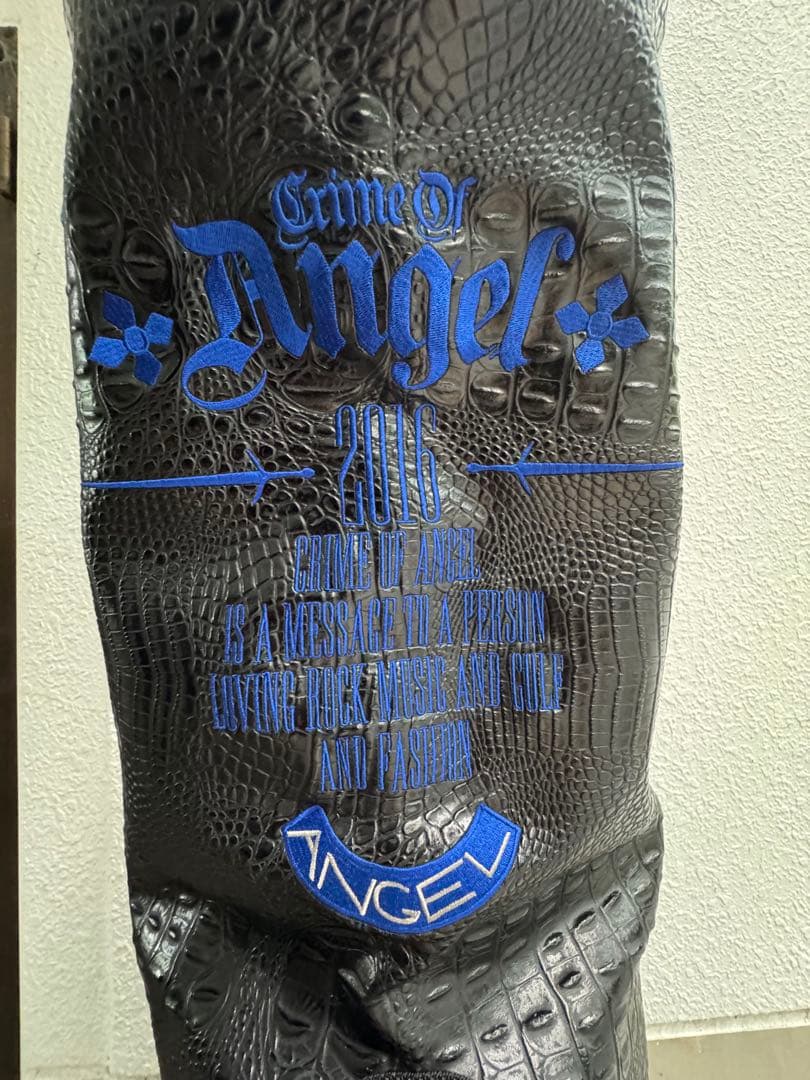 Crime Of
Angel
2016
CRIME OF ANGEL
IS A MESSAGE TO A PERSON
LOVING ROCK MUSIC AND GOLF
AND FASHION
ANGEL